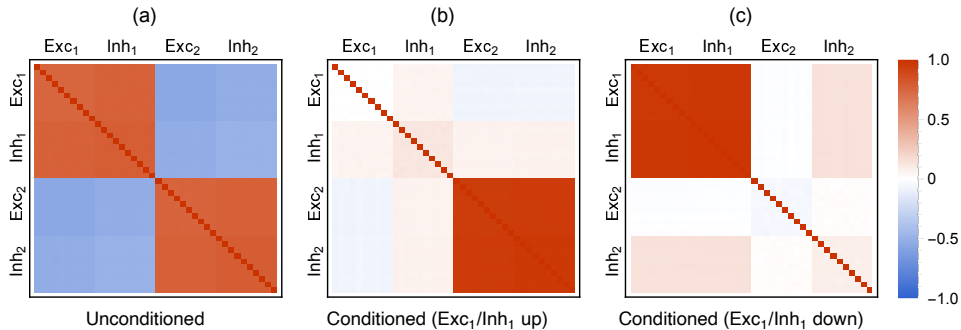 (a) (b) (c)
Exc₁ Inh₁ Exc₂ Inh₂ Exc₁ Inh₁ Exc₂ Inh₂ Exc₁ Inh₁ Exc₂ Inh₂
Exc₁ Exc₁ Exc₁ 1.0
Inh₁ Inh₁ Inh₁ 0.5
0
Exc₂ Exc₂ Exc₂
−0.5
Inh₂ Inh₂ Inh₂
−1.0
Unconditioned Conditioned (Exc₁/Inh₁ up) Conditioned (Exc₁/Inh₁ down)